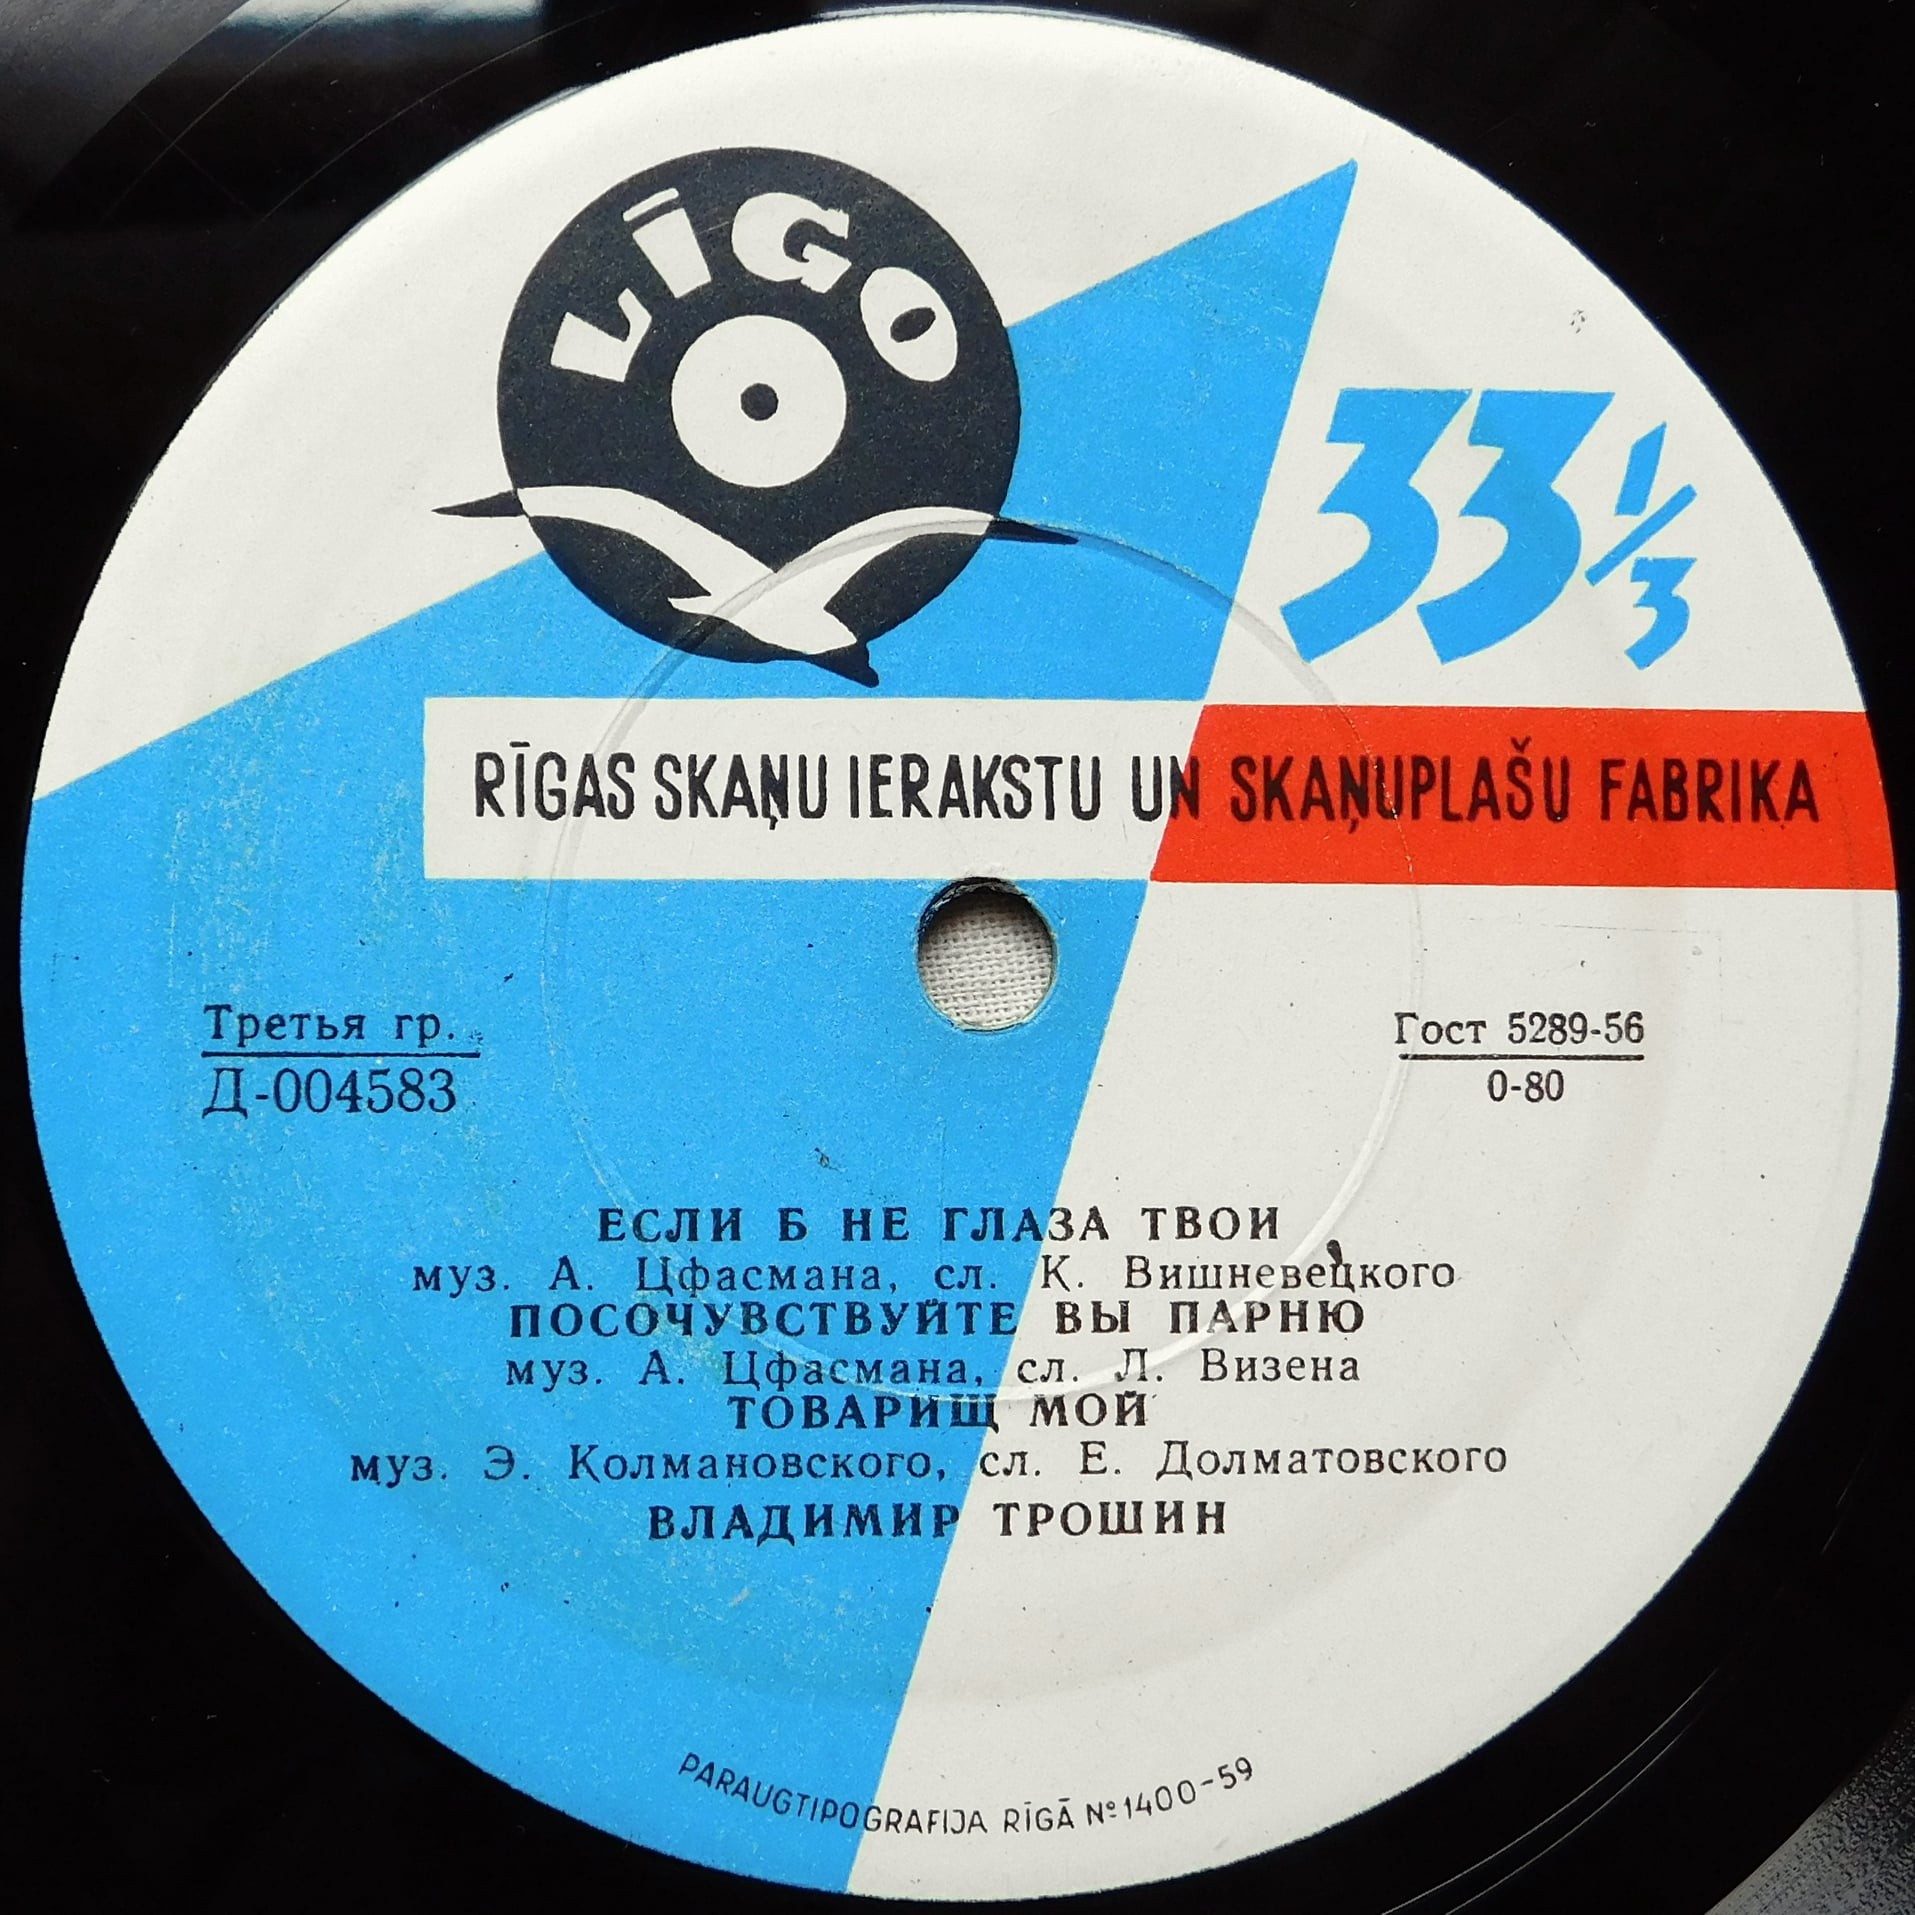 LĪGO
33 1/3
RĪGAS SKAŅU IERAKSTU UN SKAŅUPLAŠU FABRIKA
Третья гр.
Д-004583
Гост 5289-56
0-80
ЕСЛИ Б НЕ ГЛАЗА ТВОИ
муз. А. Цфасмана, сл. К. Вишневецкого
ПОСОЧУВСТВУЙТЕ ВЫ ПАРНЮ
муз. А. Цфасмана, сл. Л. Визена
ТОВАРИЩ МОЙ
муз. Э. Колмановского, сл. Е. Долматовского
ВЛАДИМИР ТРОШИН
PARAUGTIPOGRAFIJA RĪGĀ № 1400-59